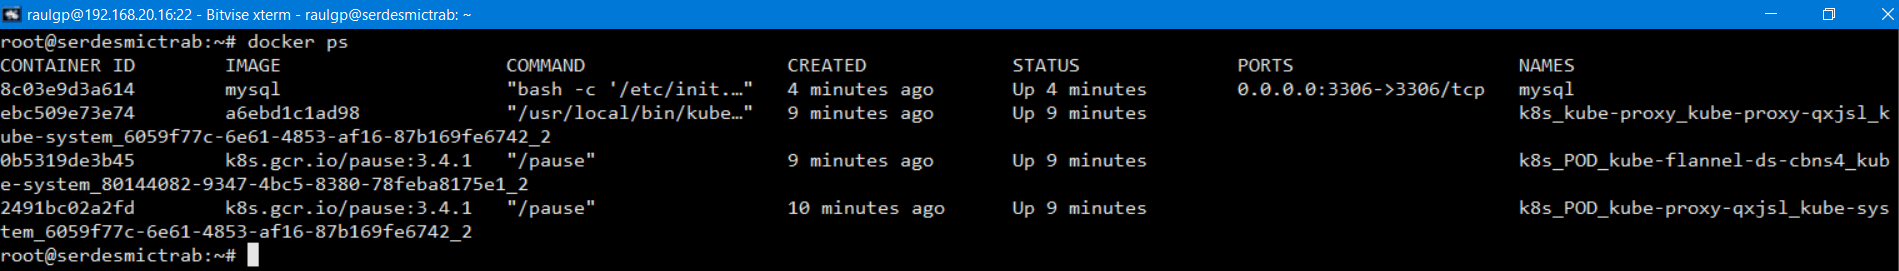 raulgp@192.168.20.16:22 - Bitvise xterm - raulgp@serdesmictrab: ~
root@serdesmictrab:~# docker ps
CONTAINER ID        IMAGE                    COMMAND                  CREATED             STATUS              PORTS                    NAMES
8c03e9d3a614        mysql                    "bash -c '/etc/init.…"   4 minutes ago       Up 4 minutes        0.0.0.0:3306->3306/tcp   mysql
ebc509e73e74        a6ebd1c1ad98             "/usr/local/bin/kube…"   9 minutes ago       Up 9 minutes                                 k8s_kube-proxy_kube-proxy-qxjsl_k
ube-system_6059f77c-6e61-4853-af16-87b169fe6742_2
0b5319de3b45        k8s.gcr.io/pause:3.4.1   "/pause"                 9 minutes ago       Up 9 minutes                                 k8s_POD_kube-flannel-ds-cbns4_kub
e-system_80144082-9347-4bc5-8380-78feba8175e1_2
2491bc02a2fd        k8s.gcr.io/pause:3.4.1   "/pause"                 10 minutes ago      Up 9 minutes                                 k8s_POD_kube-proxy-qxjsl_kube-sys
tem_6059f77c-6e61-4853-af16-87b169fe6742_2
root@serdesmictrab:~#